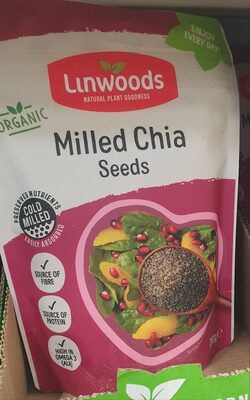 ENJOY
EVERY DAY!
Linwoods
NATURAL PLANT GOODNESS
ORGANIC
Milled Chia
Seeds
PRESERVES NUTRIENTS
COLD
MILLED
EASILY ABSORBED
SOURCE OF
FIBRE
SOURCE OF
PROTEIN
HIGH IN
OMEGA 3
(ALA)